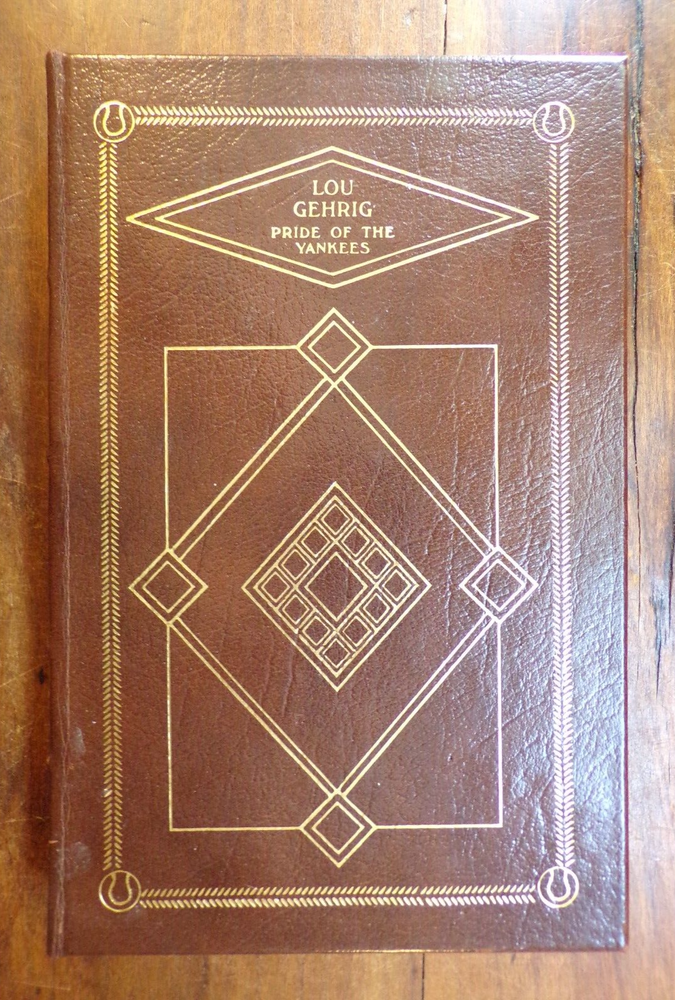 LOU
GEHRIG
PRIDE OF THE
YANKEES